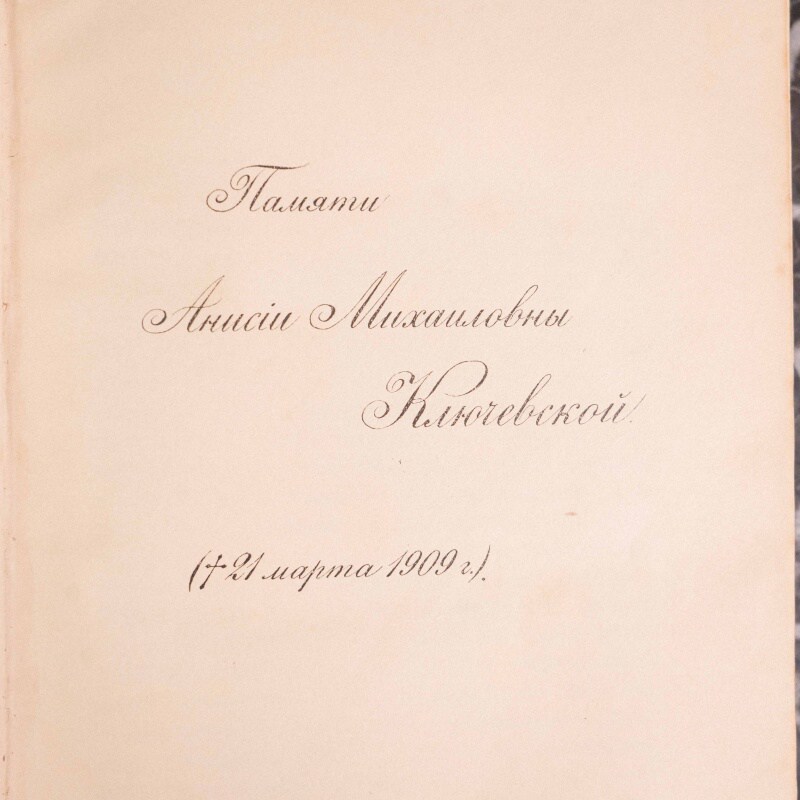 Памяти
Анисіи Михаиловны
Ключевской.
(† 21 марта 1909 г.).